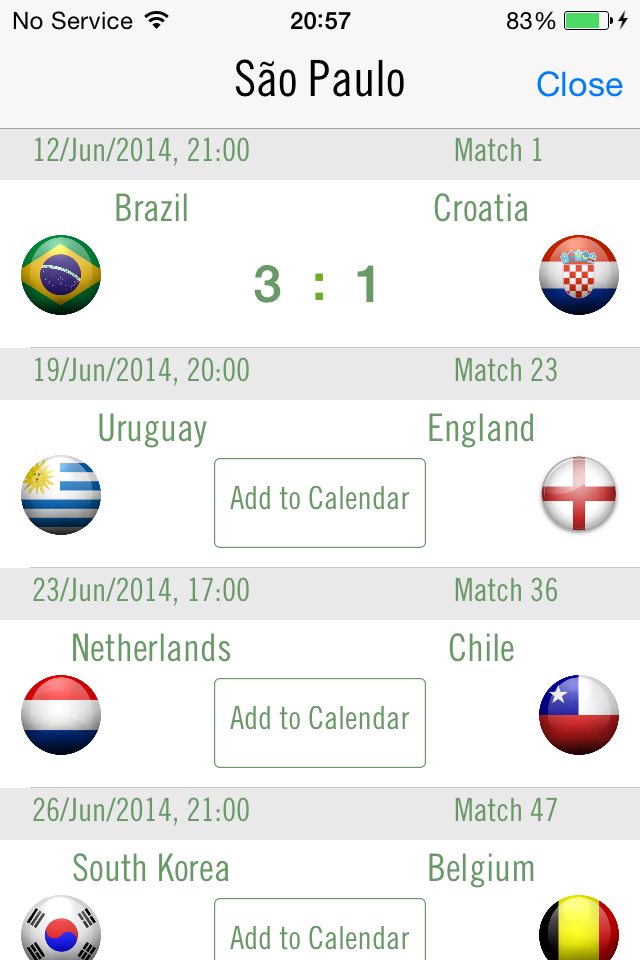 No Service 20:57 83%
São Paulo Close
12/Jun/2014, 21:00 Match 1
Brazil Croatia
3 : 1
19/Jun/2014, 20:00 Match 23
Uruguay England
Add to Calendar
23/Jun/2014, 17:00 Match 36
Netherlands Chile
Add to Calendar
26/Jun/2014, 21:00 Match 47
South Korea Belgium
Add to Calendar